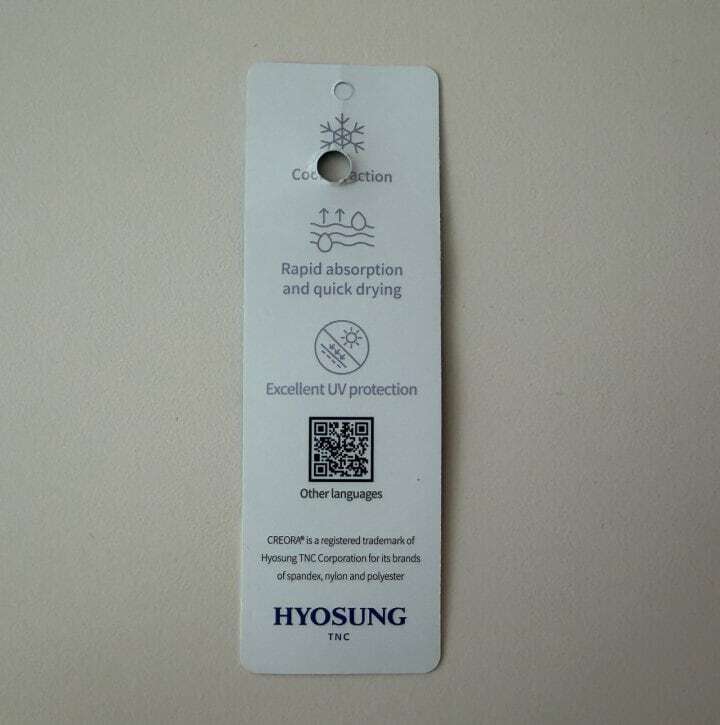 action
Rapid absorption
and quick drying
Excellent UV protection
Other languages
CREORA® is a registered trademark of
Hyosung TNC Corporation for its brands
of spandex, nylon and polyester
HYOSUNG
TNC